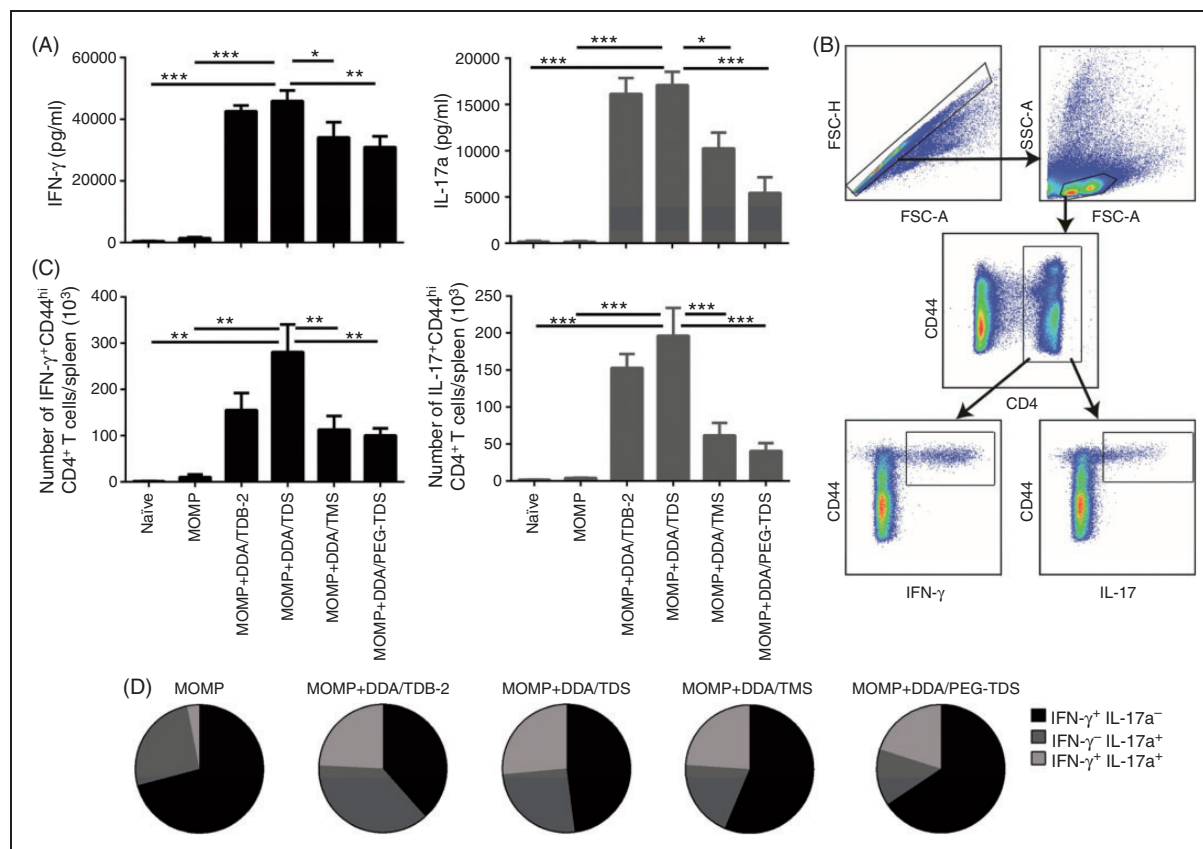 (A)
60000
40000
20000
0
IFN-γ (pg/ml)
***
***
*
**
20000
15000
10000
5000
0
IL-17a (pg/ml)
***
***
*
***
(B)
FSC-H
FSC-A
SSC-A
FSC-A
CD44
CD4
CD44
IFN-γ
CD44
IL-17
(C)
Number of IFN-γ⁺CD44ʰⁱ
CD4⁺ T cells/spleen (10³)
400
300
200
100
0
**
**
**
**
Naïve
MOMP
MOMP+DDA/TDB-2
MOMP+DDA/TDS
MOMP+DDA/TMS
MOMP+DDA/PEG-TDS
Number of IL-17⁺CD44ʰⁱ
CD4⁺ T cells/spleen (10³)
250
200
150
100
50
0
***
***
***
***
Naïve
MOMP
MOMP+DDA/TDB-2
MOMP+DDA/TDS
MOMP+DDA/TMS
MOMP+DDA/PEG-TDS
(D)
MOMP
MOMP+DDA/TDB-2
MOMP+DDA/TDS
MOMP+DDA/TMS
MOMP+DDA/PEG-TDS
IFN-γ⁺ IL-17a⁻
IFN-γ⁻ IL-17a⁺
IFN-γ⁺ IL-17a⁺